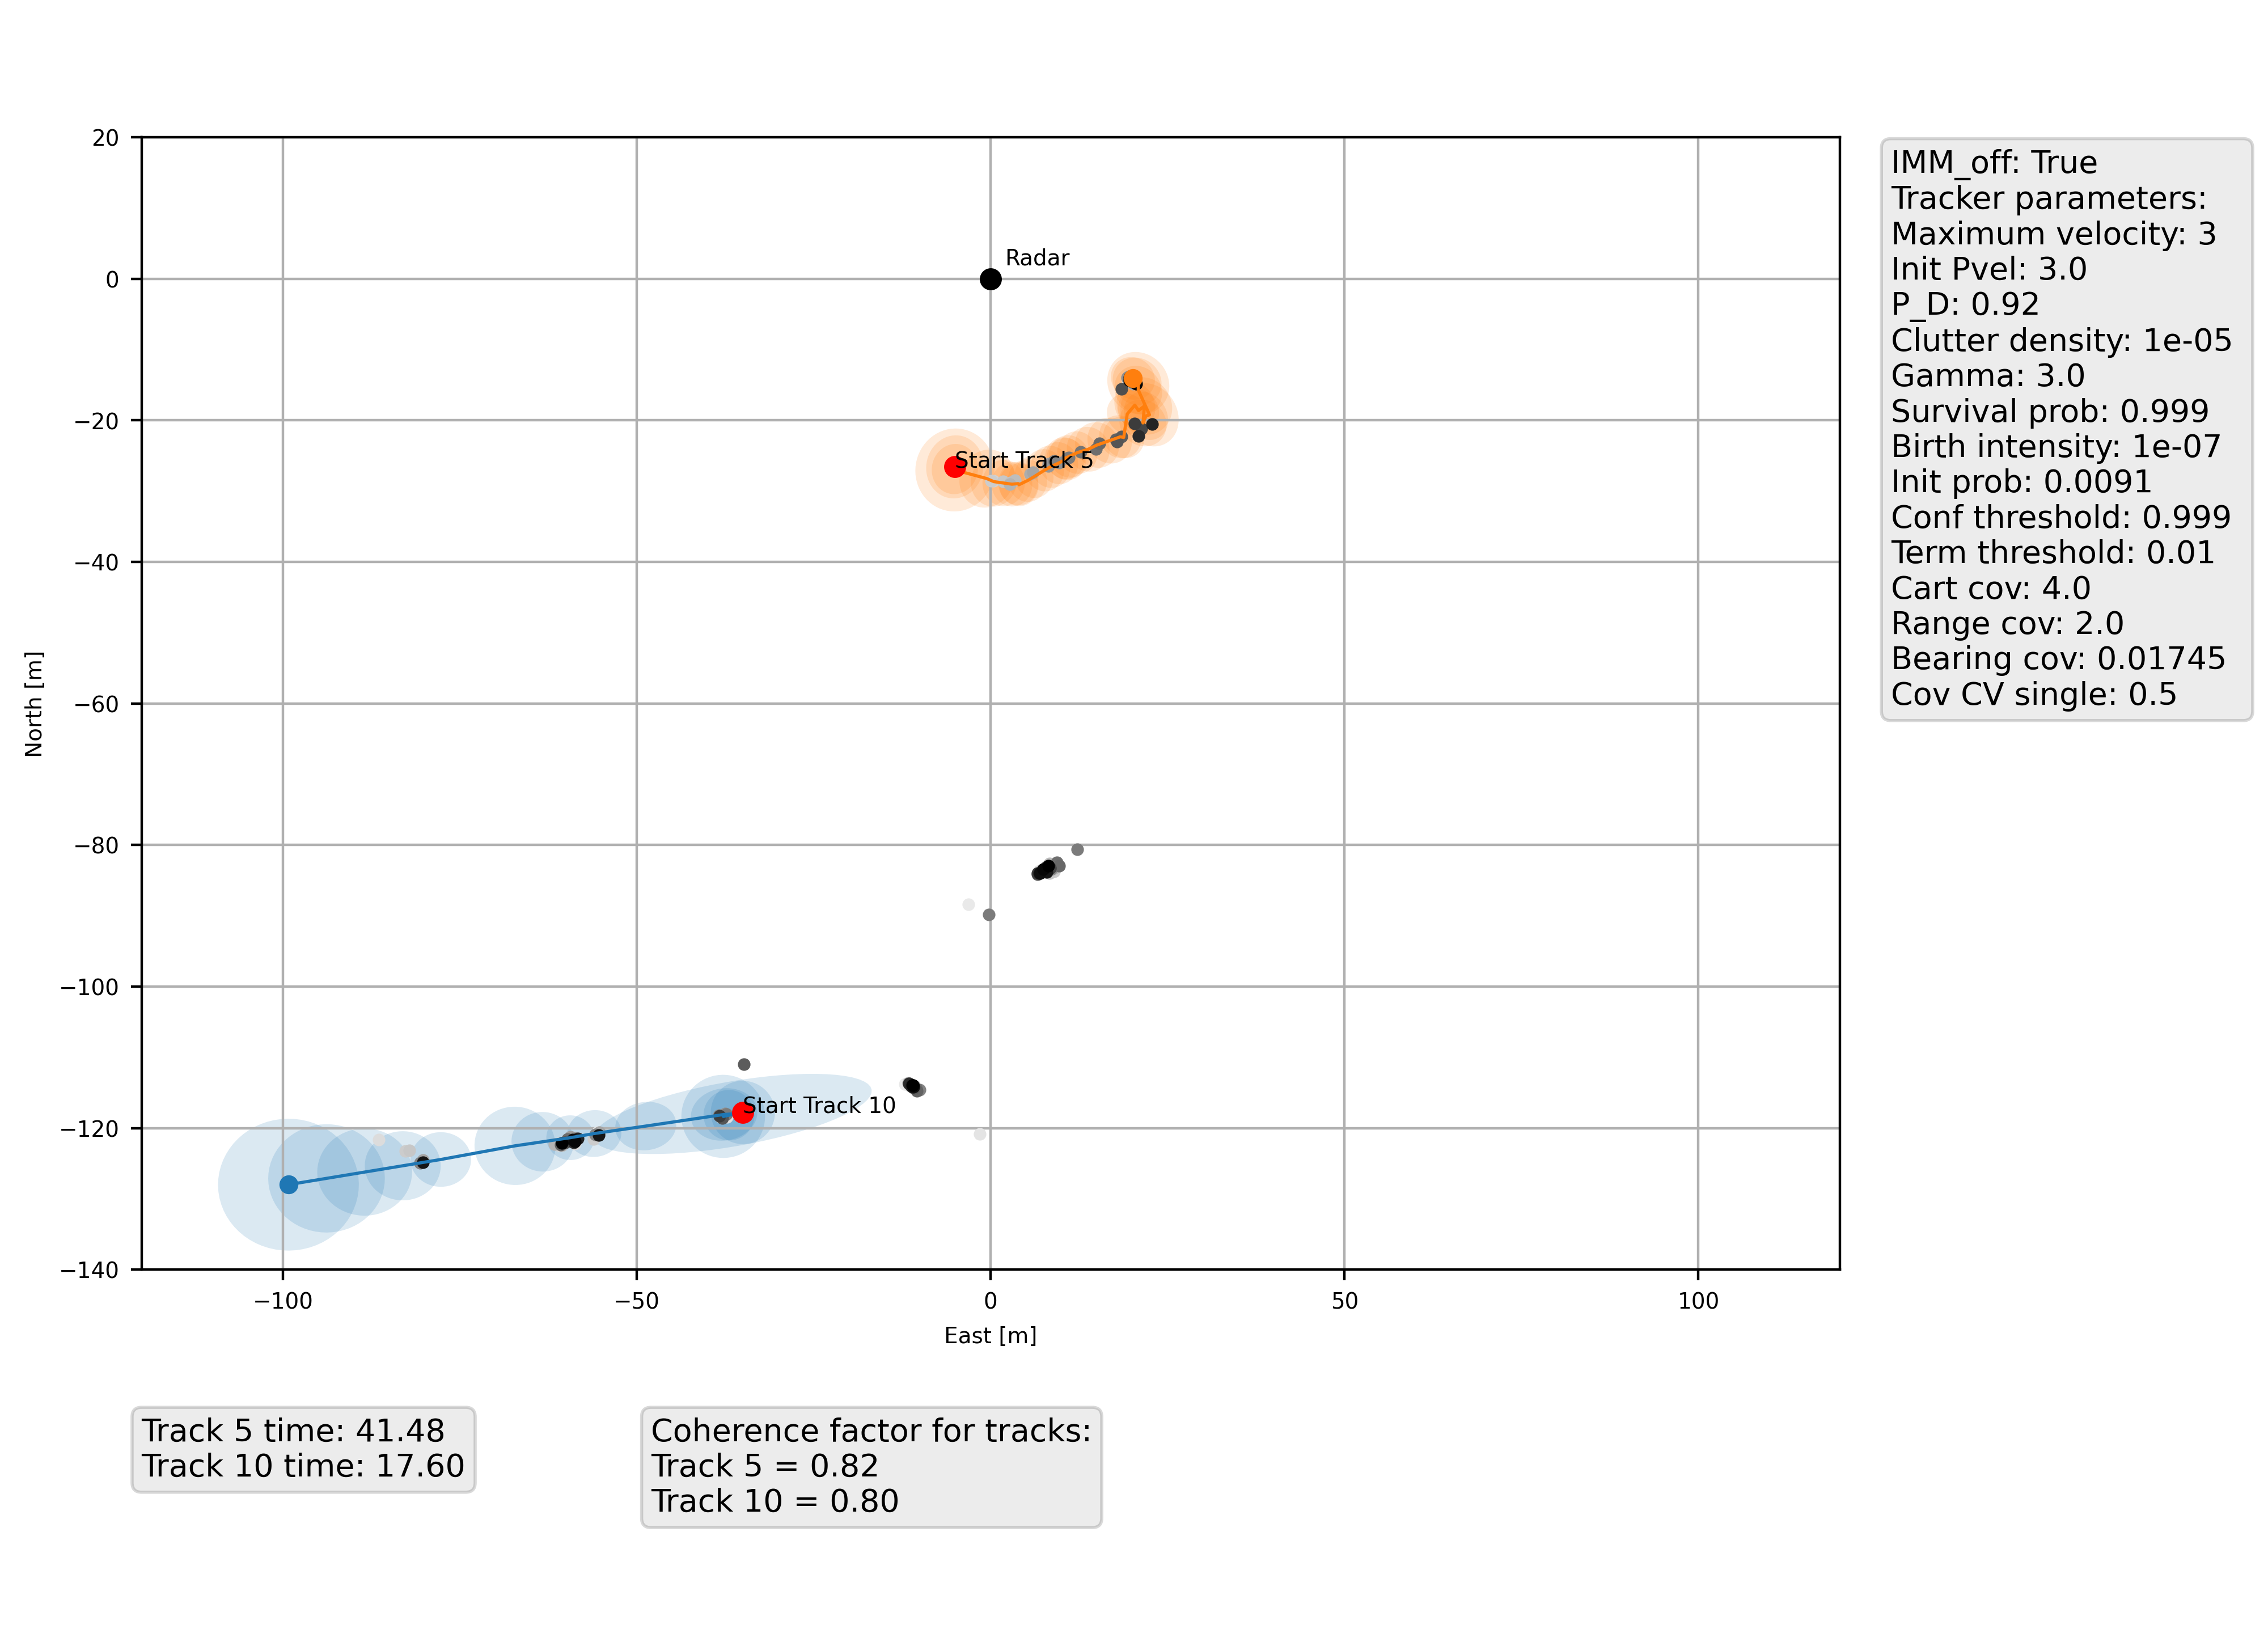 20
0
−20
−40
−60
−80
−100
−120
−140
North [m]
Radar
Start Track 5
Start Track 10
−100
−50
0
50
100
East [m]
IMM_off: True
Tracker parameters:
Maximum velocity: 3
Init Pvel: 3.0
P_D: 0.92
Clutter density: 1e-05
Gamma: 3.0
Survival prob: 0.999
Birth intensity: 1e-07
Init prob: 0.0091
Conf threshold: 0.999
Term threshold: 0.01
Cart cov: 4.0
Range cov: 2.0
Bearing cov: 0.01745
Cov CV single: 0.5
Track 5 time: 41.48
Track 10 time: 17.60
Coherence factor for tracks:
Track 5 = 0.82
Track 10 = 0.80